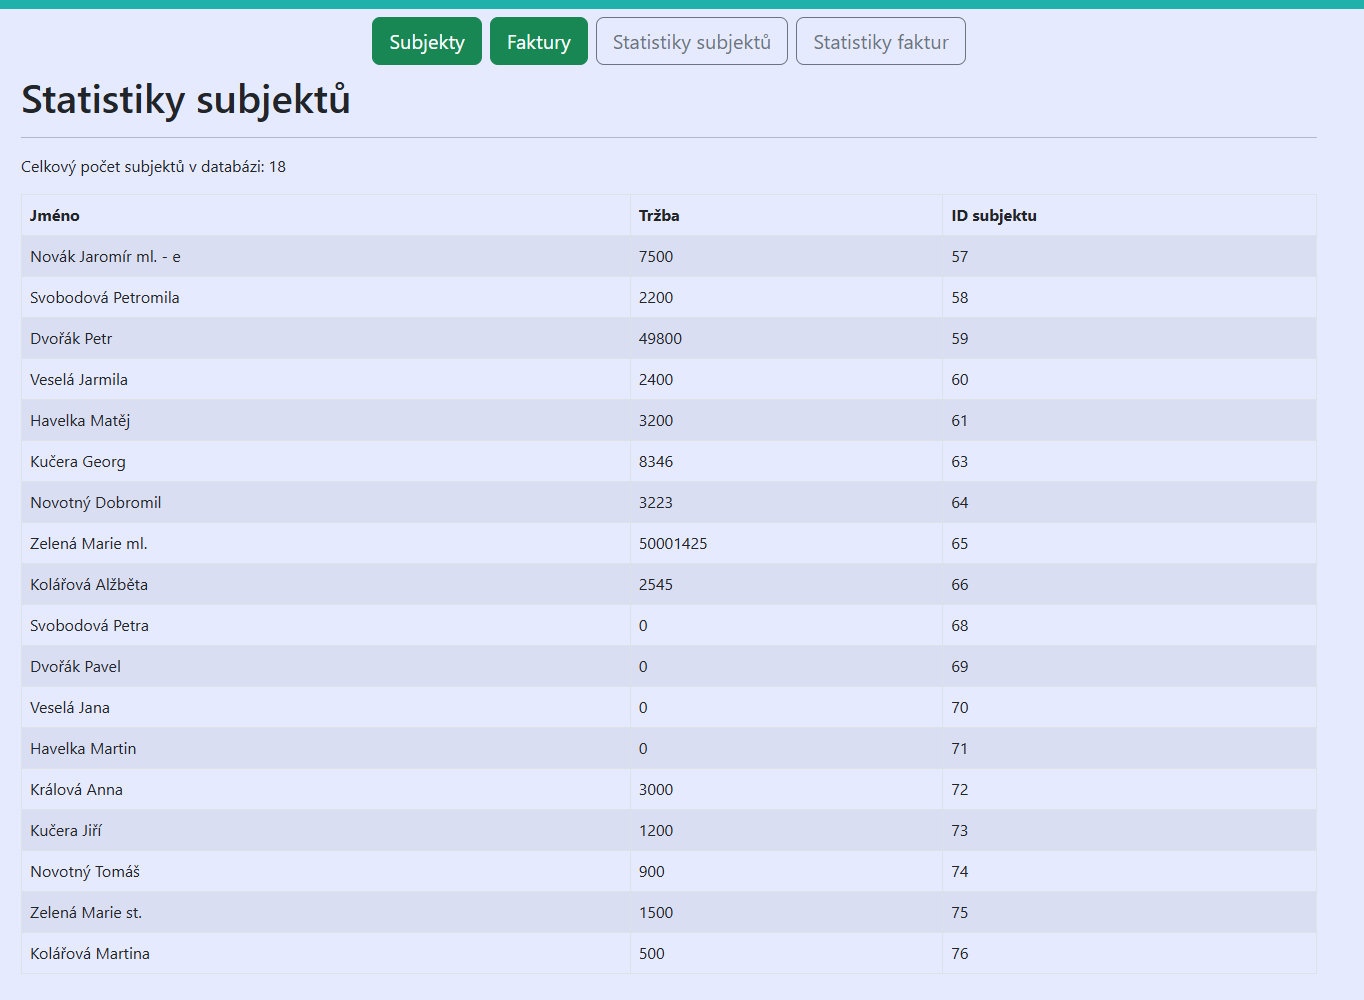 Subjekty Faktury Statistiky subjektů Statistiky faktur
Statistiky subjektů
Celkový počet subjektů v databázi: 18
Jméno Tržba ID subjektu
Novák Jaromír ml. - e 7500 57
Svobodová Petromila 2200 58
Dvořák Petr 49800 59
Veselá Jarmila 2400 60
Havelka Matěj 3200 61
Kučera Georg 8346 63
Novotný Dobromil 3223 64
Zelená Marie ml. 50001425 65
Kolářová Alžběta 2545 66
Svobodová Petra 0 68
Dvořák Pavel 0 69
Veselá Jana 0 70
Havelka Martin 0 71
Králová Anna 3000 72
Kučera Jiří 1200 73
Novotný Tomáš 900 74
Zelená Marie st. 1500 75
Kolářová Martina 500 76